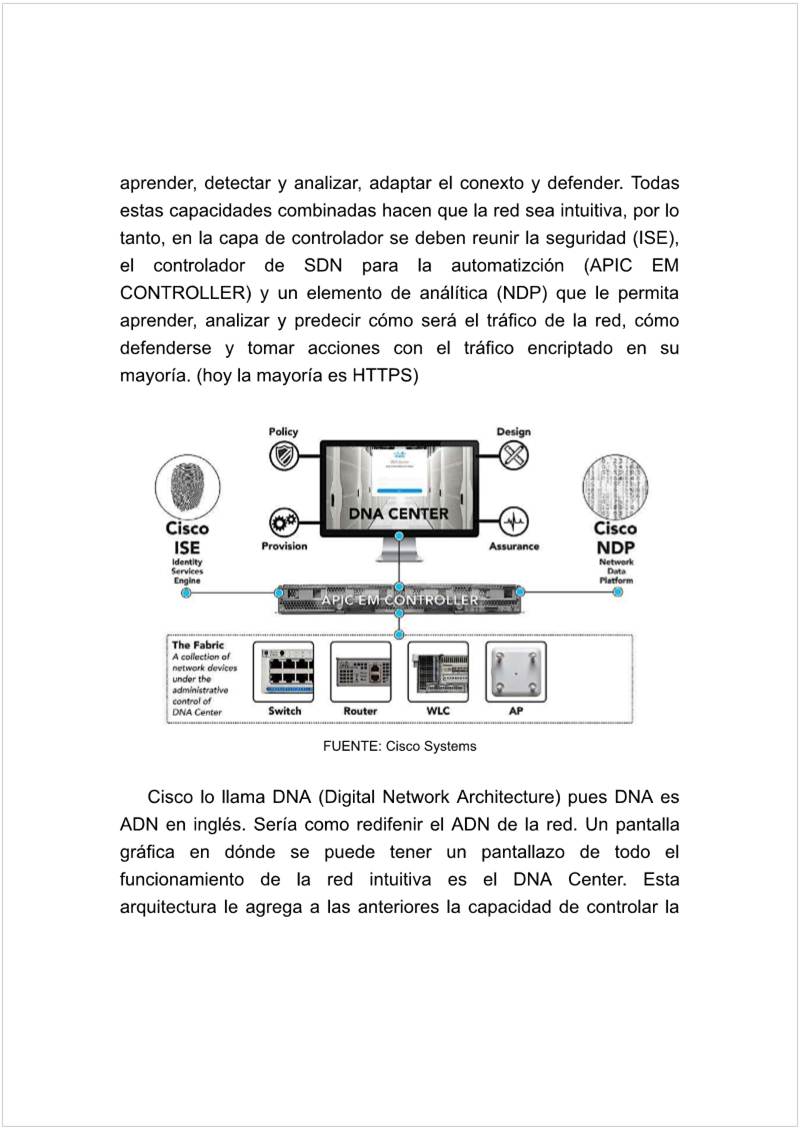 aprender, detectar y analizar, adaptar el conexto y defender. Todas
estas capacidades combinadas hacen que la red sea intuitiva, por lo
tanto, en la capa de controlador se deben reunir la seguridad (ISE),
el controlador de SDN para la automatizción (APIC EM
CONTROLLER) y un elemento de análítica (NDP) que le permita
aprender, analizar y predecir cómo será el tráfico de la red, cómo
defenderse y tomar acciones con el tráfico encriptado en su
mayoría. (hoy la mayoría es HTTPS)
Policy
Design
DNA CENTER
Provision
Assurance
Cisco
ISE
Identity
Services
Engine
Cisco
NDP
Network
Data
Platform
APIC EM CONTROLLER
The Fabric
A collection of
network devices
under the
administrative
control of
DNA Center
Switch
Router
WLC
AP
FUENTE: Cisco Systems
Cisco lo llama DNA (Digital Network Architecture) pues DNA es
ADN en inglés. Sería como redifenir el ADN de la red. Un pantalla
gráfica en dónde se puede tener un pantallazo de todo el
funcionamiento de la red intuitiva es el DNA Center. Esta
arquitectura le agrega a las anteriores la capacidad de controlar la